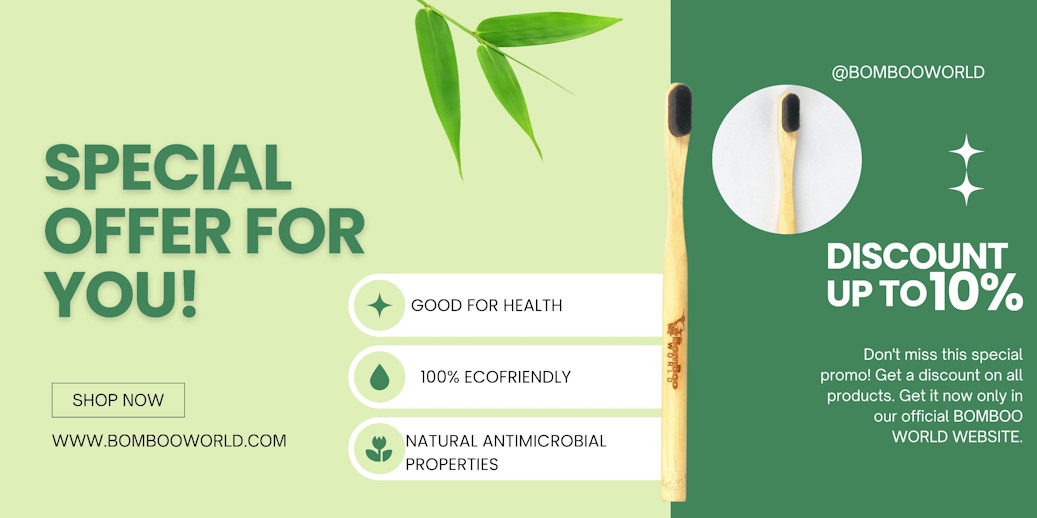 SPECIAL
OFFER FOR
YOU!
SHOP NOW
WWW.BOMBOOWORLD.COM
GOOD FOR HEALTH
100% ECOFRIENDLY
NATURAL ANTIMICROBIAL
PROPERTIES
BOMBOO
WORLD
@BOMBOOWORLD
DISCOUNT
UP TO 10%
Don't miss this special
promo! Get a discount on all
products. Get it now only in
our official BOMBOO
WORLD WEBSITE.